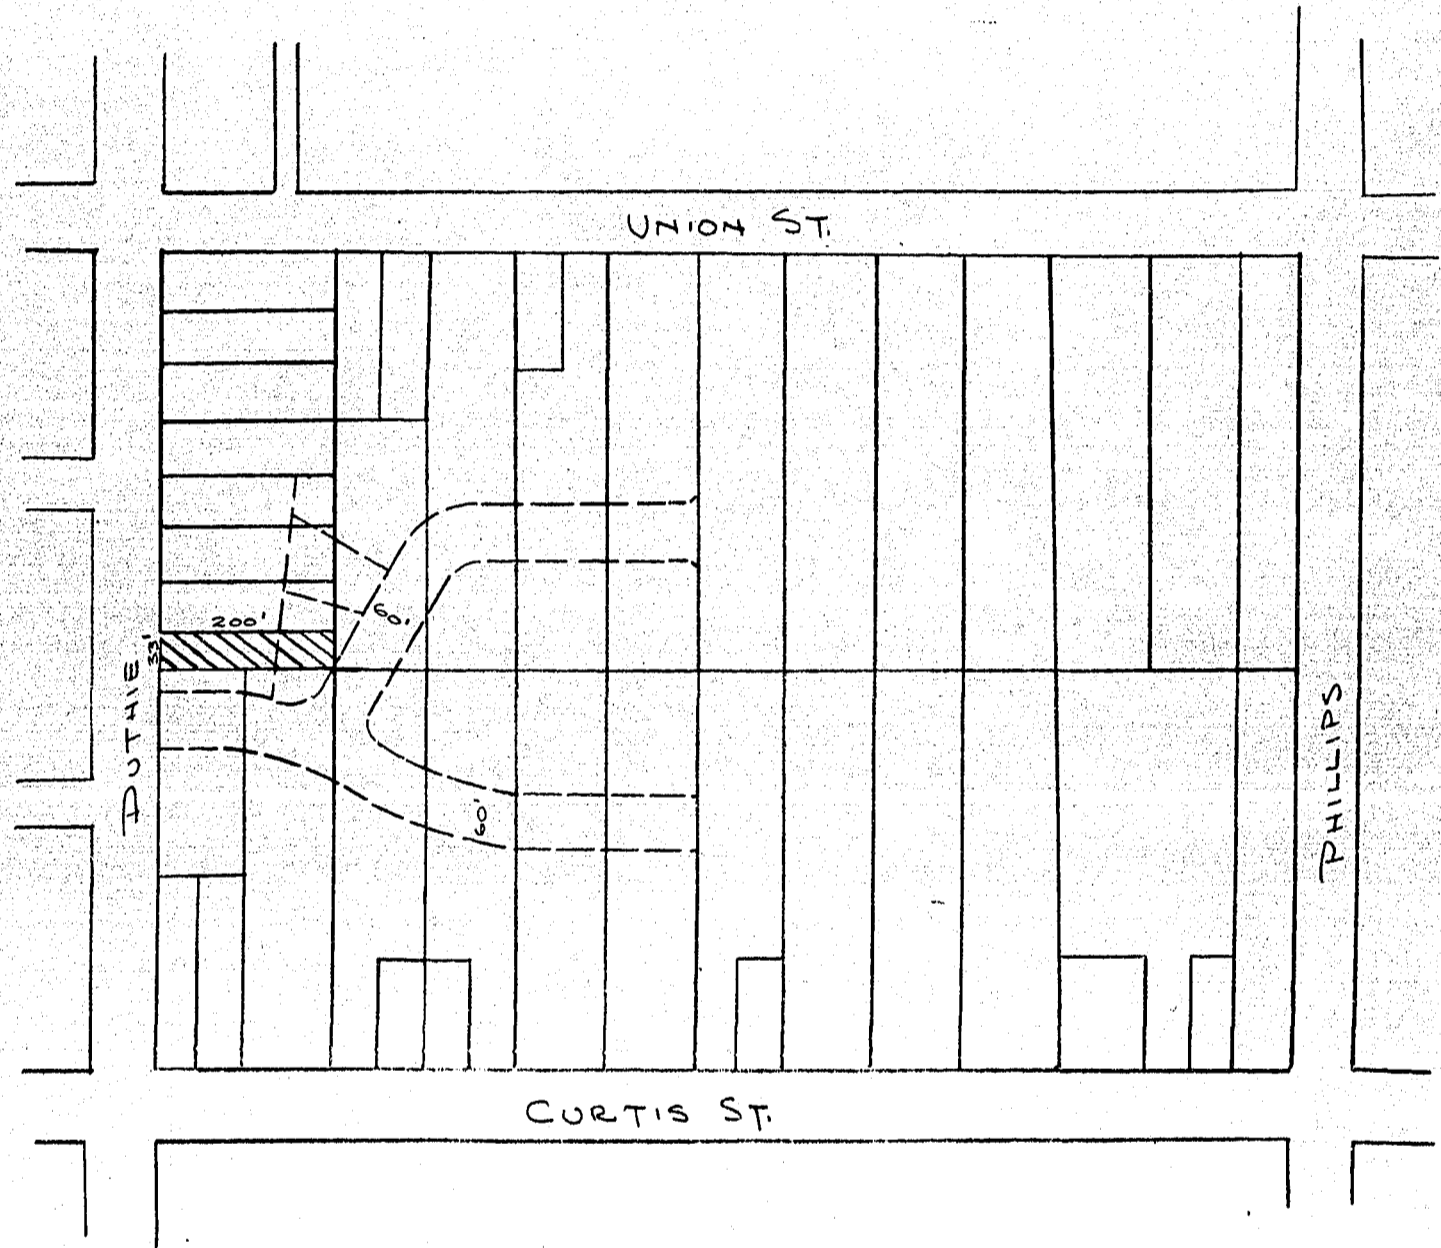 UNION ST.
60'
200'
33'
DUTHIE
PHILLIPS
60'
CURTIS ST.